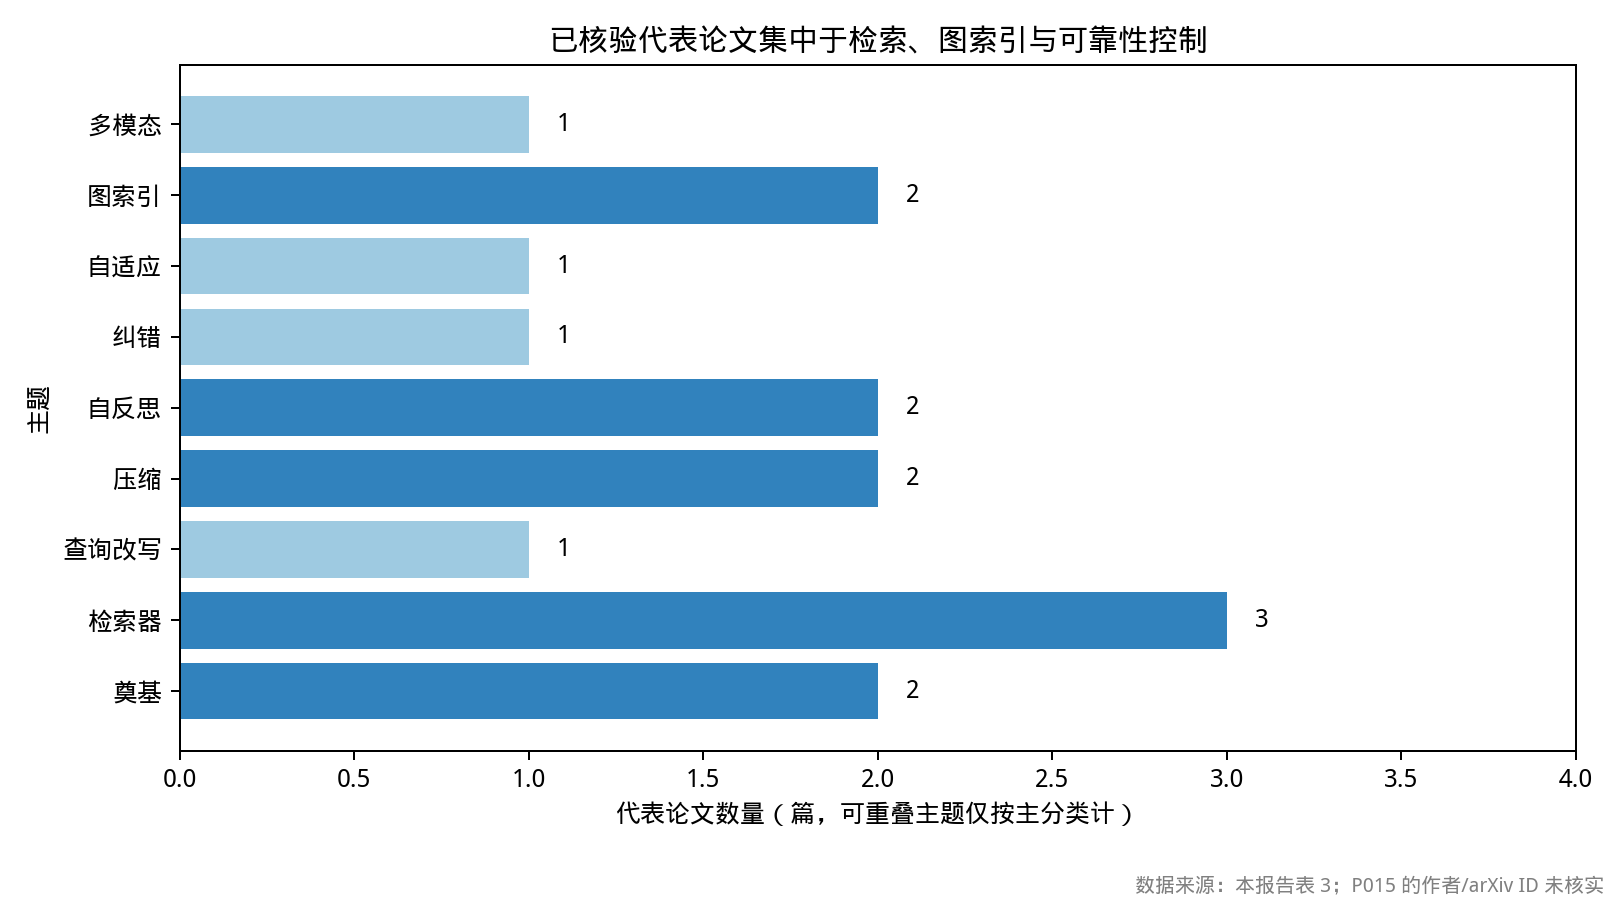 已核验代表论文集中于检索、图索引与可靠性控制
主题
多模态 1
图索引 2
自适应 1
纠错 1
自反思 2
压缩 2
查询改写 1
检索器 3
奠基 2
0.0 0.5 1.0 1.5 2.0 2.5 3.0 3.5 4.0
代表论文数量（篇，可重叠主题仅按主分类计）
数据来源：本报告表 3；P015 的作者/arXiv ID 未核实